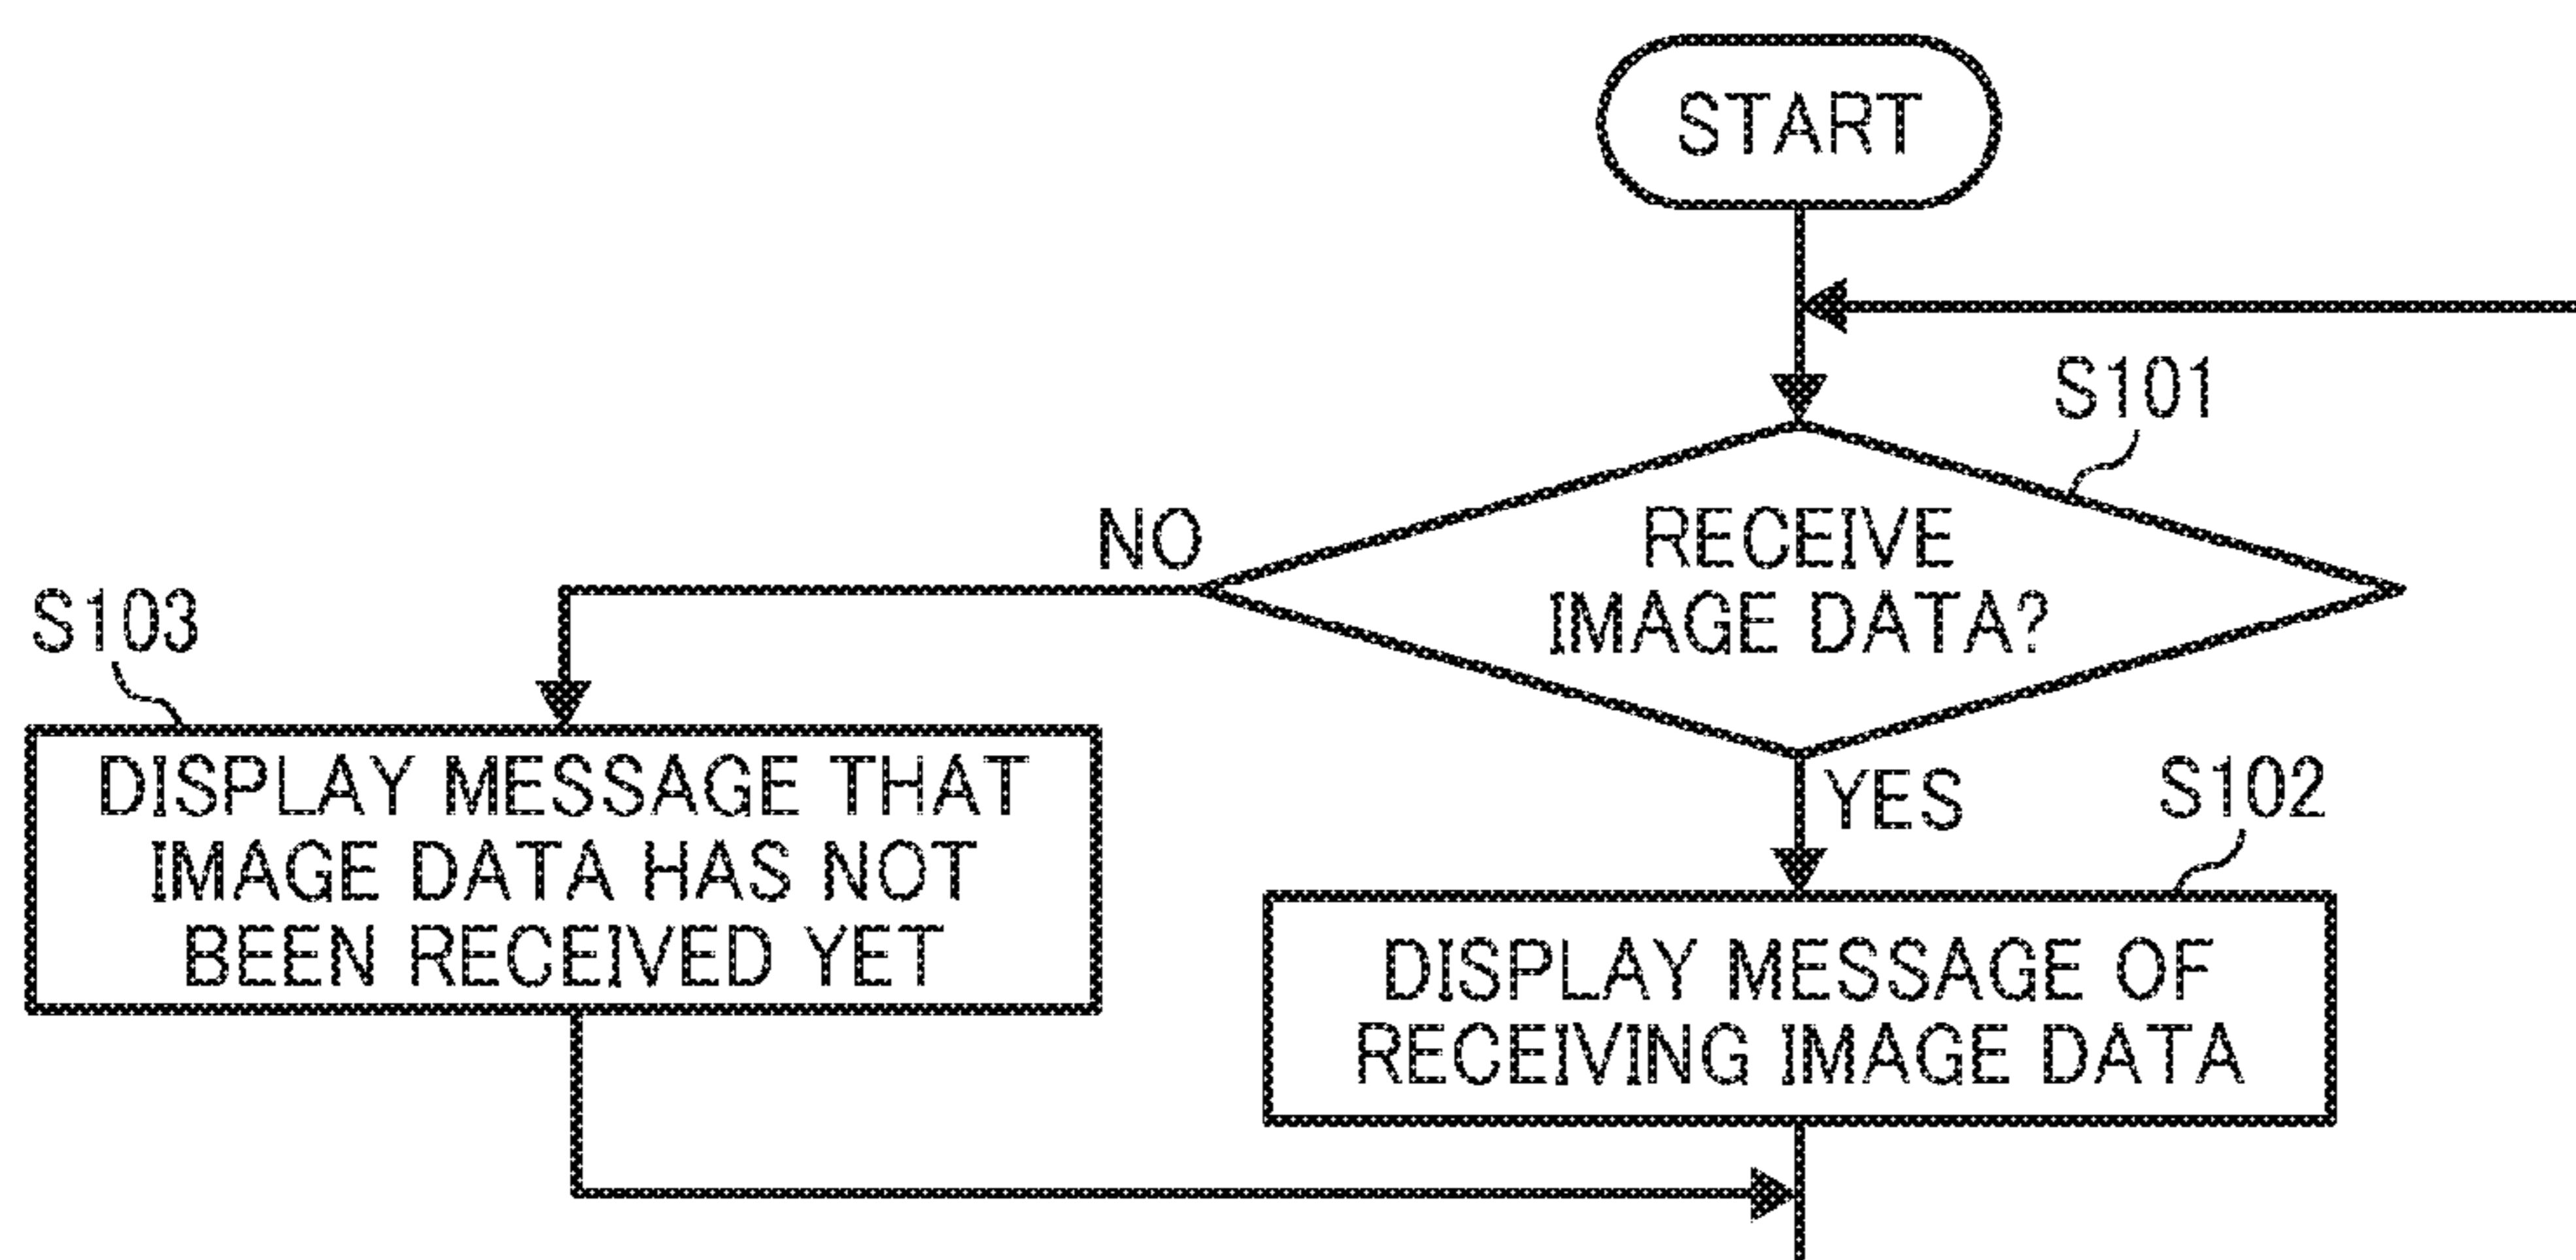 START
S101
RECEIVE
IMAGE DATA?
NO
YES
S103
DISPLAY MESSAGE THAT
IMAGE DATA HAS NOT
BEEN RECEIVED YET
S102
DISPLAY MESSAGE OF
RECEIVING IMAGE DATA